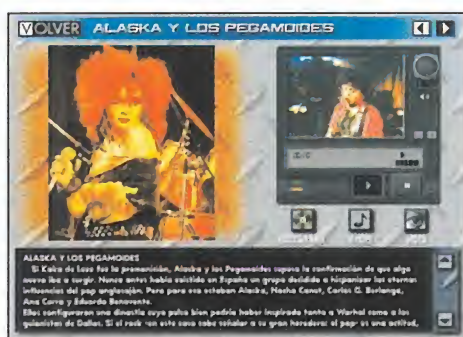 VOLVER ALASKA Y LOS PEGAMOIDES
ALASKA Y LOS PEGAMOIDES
Si Kaka de Luxe fue la premonición, Alaska y los Pegamoides supuso la confirmación de que algo
nuevo iba a surgir. Nunca antes había existido en España un grupo decidido a hispanizar las eternas
influencias del pop anglosajón. Pero para eso estaban Alaska, Nacho Canut, Carlos G. Berlanga,
Ana Curra y Eduardo Benavente.
Ellos configuraron una dinastía cuyo pulso bien podría haber inspirado tanto a Warhol como a los
guionistas de Dallas. Si el rock -en este caso cabe señalar a su gran heredero: el pop- es una actitud,